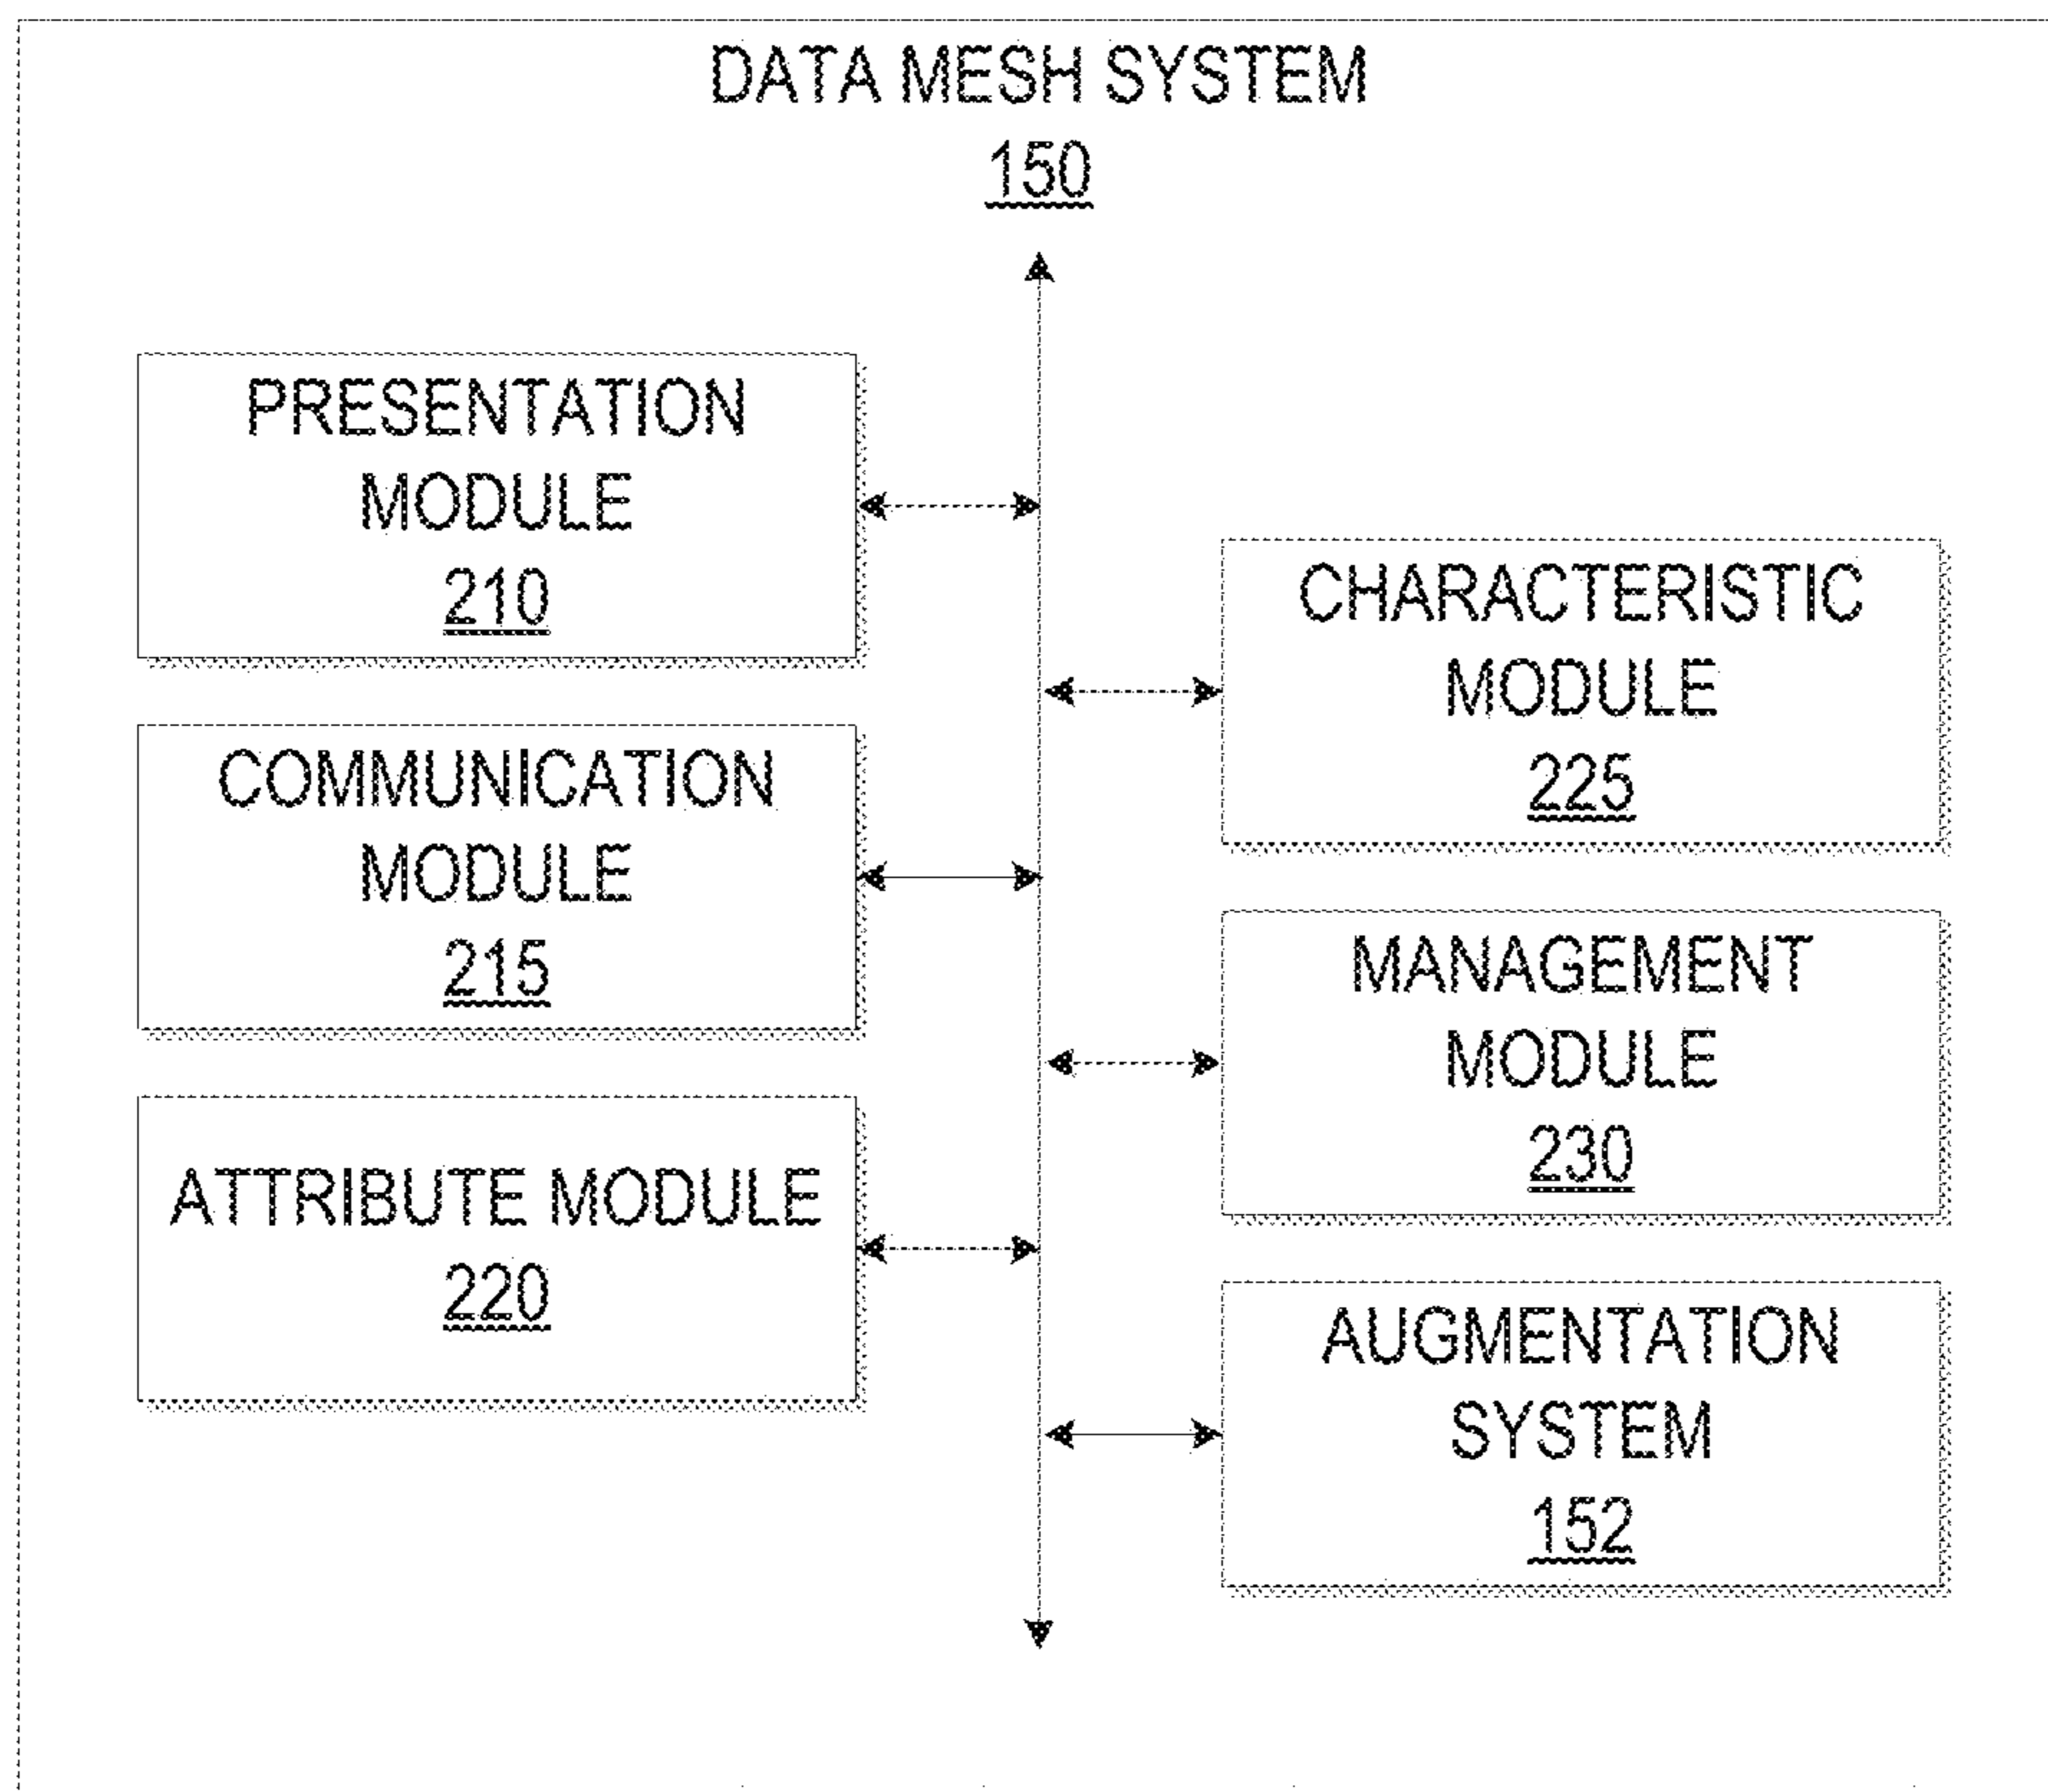 DATA MESH SYSTEM
150
PRESENTATION
MODULE
210
COMMUNICATION
MODULE
215
ATTRIBUTE MODULE
220
CHARACTERISTIC
MODULE
225
MANAGEMENT
MODULE
230
AUGMENTATION
SYSTEM
152